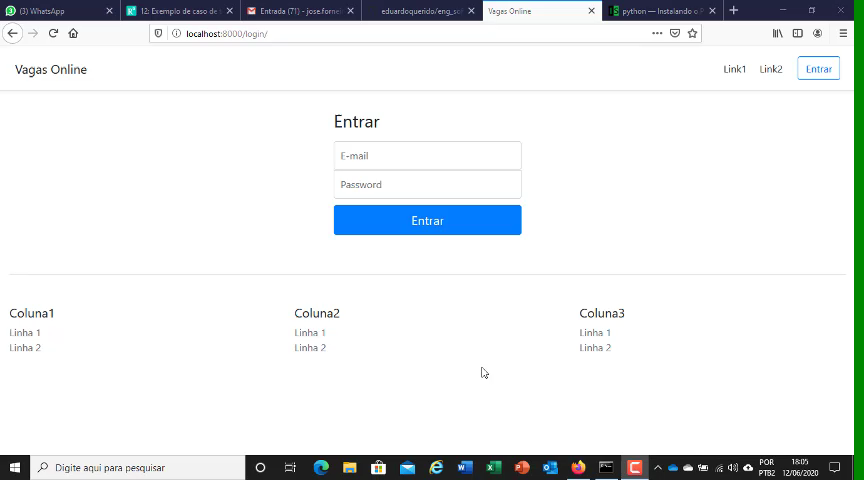 (3) WhatsApp
12: Exemplo de caso de
Entrada (71) - jose.fornei
eduardoquerido/eng_sof
Vagas Online
python — Instalando o P
localhost:8000/login/
Vagas Online
Link1
Link2
Entrar
Entrar
E-mail
Password
Entrar
Coluna1
Linha 1
Linha 2
Coluna2
Linha 1
Linha 2
Coluna3
Linha 1
Linha 2
Digite aqui para pesquisar
POR
PTB2
18:05
12/06/2020